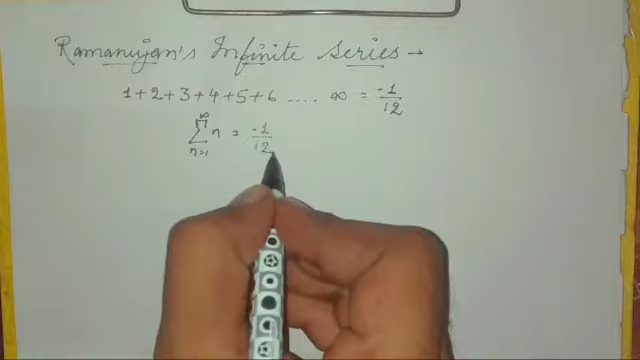 Ramanujan's Infinite Series →
1+2+3+4+5+6 .... ∞ = -1/12
∞∑n=1 n = -1/12